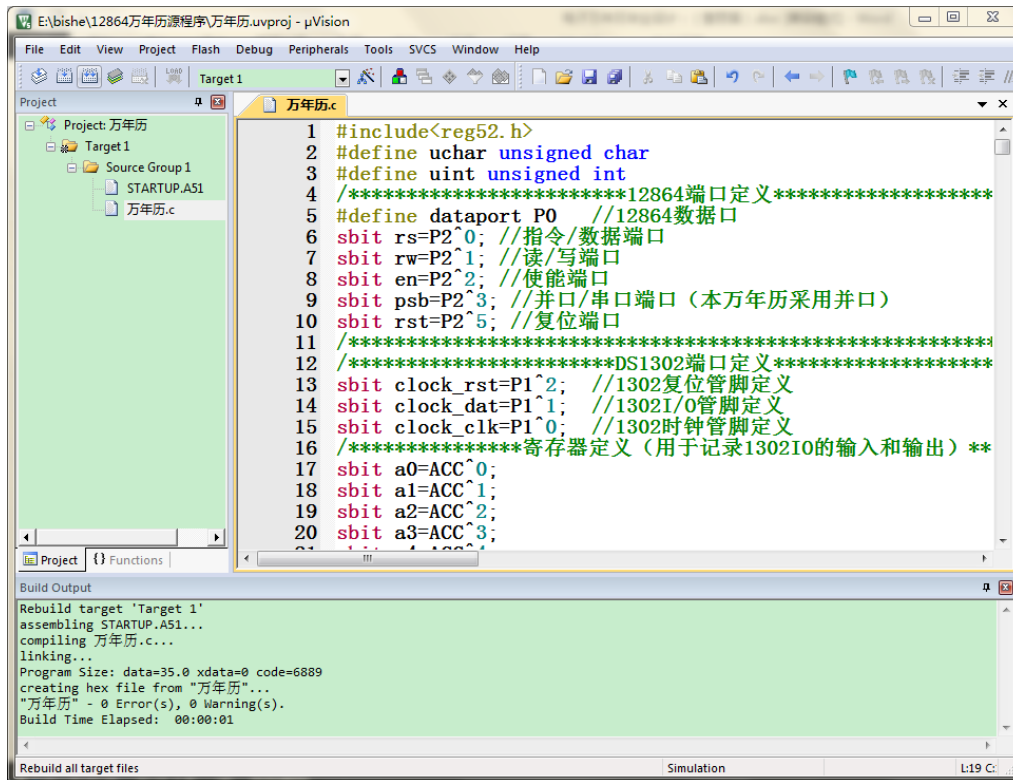 E:\bishe\12864万年历源程序\万年历.uvproj - µVision
File Edit View Project Flash Debug Peripherals Tools SVCS Window Help
LOAD Target 1
Project
Project: 万年历
Target 1
Source Group 1
STARTUP.A51
万年历.c
Project {} Functions
万年历.c
1 #include<reg52.h>
2 #define uchar unsigned char
3 #define uint unsigned int
4 /************************12864端口定义*******************
5 #define dataport P0 //12864数据口
6 sbit rs=P2^0; //指令/数据端口
7 sbit rw=P2^1; //读/写端口
8 sbit en=P2^2; //使能端口
9 sbit psb=P2^3; //并口/串口端口（本万年历采用并口）
10 sbit rst=P2^5; //复位端口
11 /********************************************************
12 /***********************DS1302端口定义*******************
13 sbit clock_rst=P1^2; //1302复位管脚定义
14 sbit clock_dat=P1^1; //1302I/O管脚定义
15 sbit clock_clk=P1^0; //1302时钟管脚定义
16 /***************寄存器定义（用于记录1302IO的输入和输出）**
17 sbit a0=ACC^0;
18 sbit a1=ACC^1;
19 sbit a2=ACC^2;
20 sbit a3=ACC^3;
Build Output
Rebuild target 'Target 1'
assembling STARTUP.A51...
compiling 万年历.c...
linking...
Program Size: data=35.0 xdata=0 code=6889
creating hex file from "万年历"...
"万年历" - 0 Error(s), 0 Warning(s).
Build Time Elapsed: 00:00:01
Rebuild all target files Simulation L:19 C: